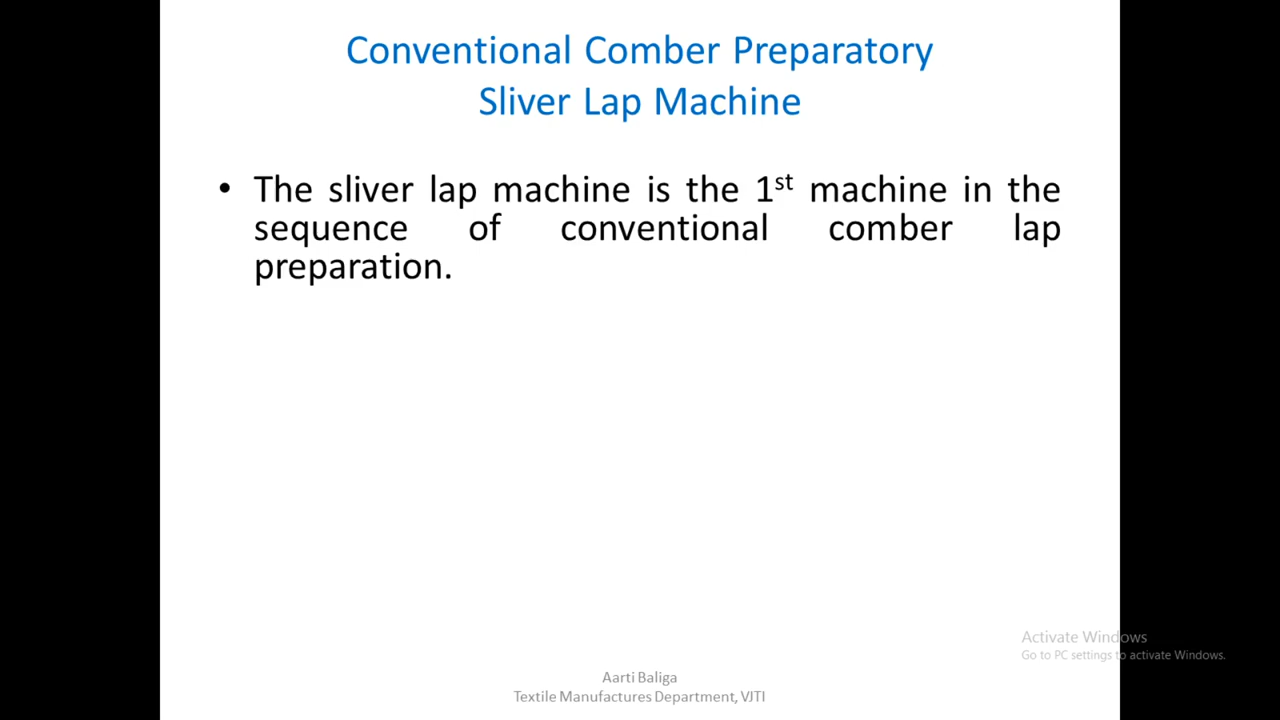 Conventional Comber Preparatory
Sliver Lap Machine
• The sliver lap machine is the 1st machine in the
sequence of conventional comber lap
preparation.
Activate Windows
Go to PC settings to activate Windows.
Aarti Baliga
Textile Manufactures Department, VJTI